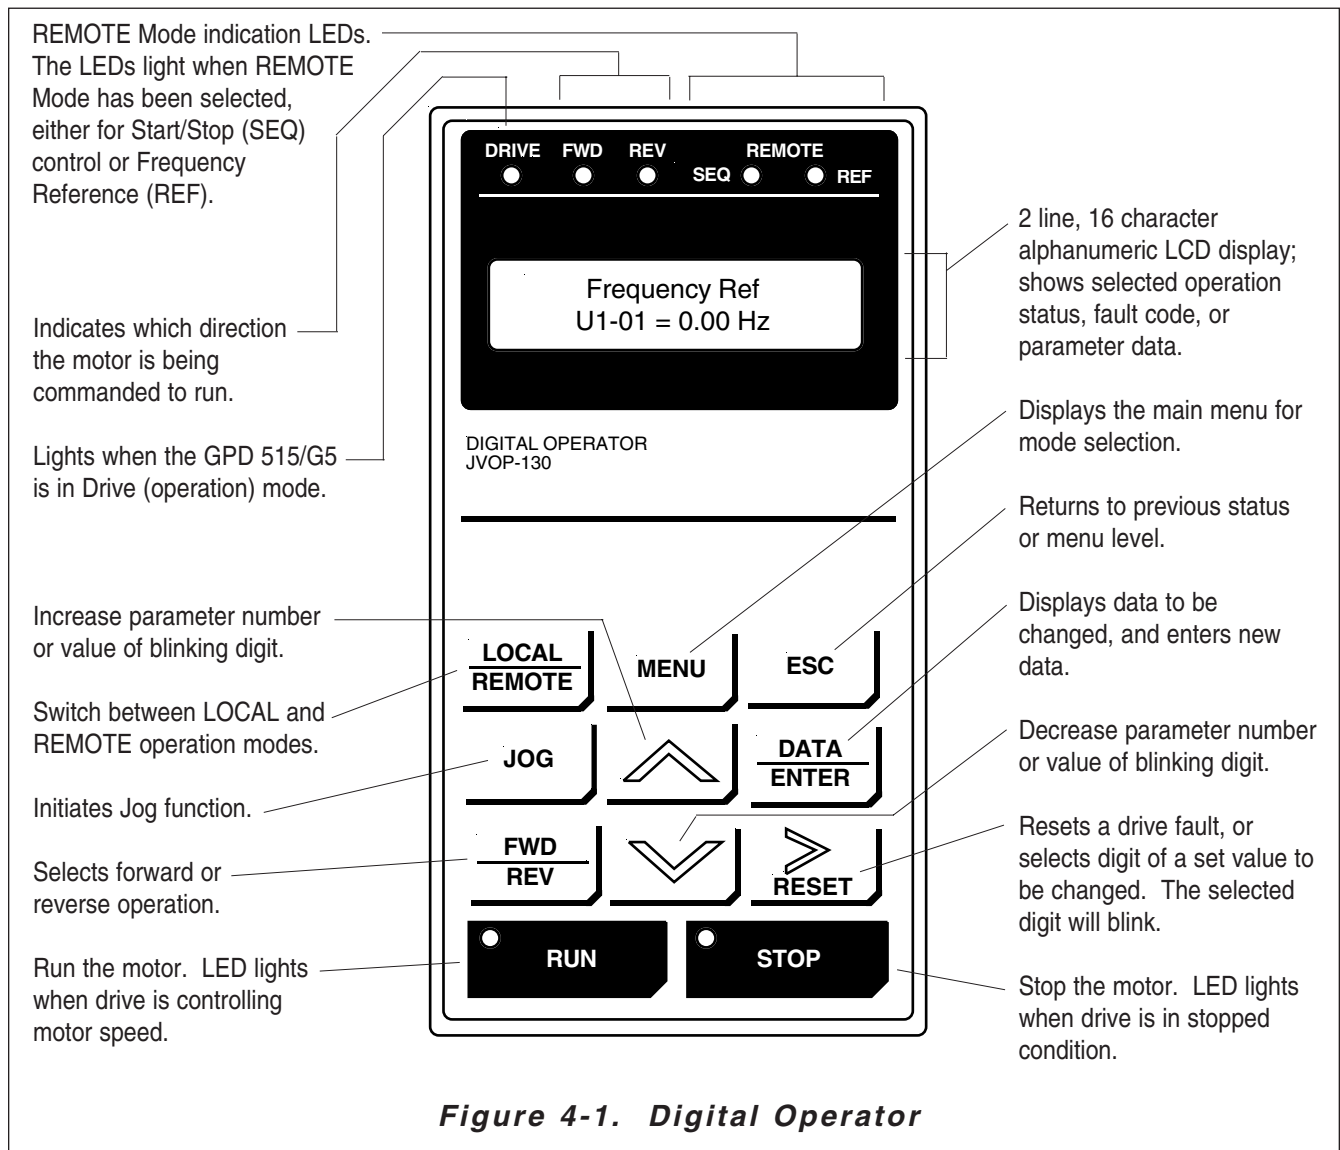 REMOTE Mode indication LEDs.
The LEDs light when REMOTE
Mode has been selected,
either for Start/Stop (SEQ)
control or Frequency
Reference (REF).
Indicates which direction
the motor is being
commanded to run.
Lights when the GPD 515/G5
is in Drive (operation) mode.
Increase parameter number
or value of blinking digit.
Switch between LOCAL and
REMOTE operation modes.
Initiates Jog function.
Selects forward or
reverse operation.
Run the motor. LED lights
when drive is controlling
motor speed.
DRIVE FWD REV REMOTE
SEQ REF
Frequency Ref
U1-01 = 0.00 Hz
DIGITAL OPERATOR
JVOP-130
LOCAL
REMOTE
MENU
ESC
JOG
DATA
ENTER
FWD
REV
RESET
RUN
STOP
2 line, 16 character
alphanumeric LCD display;
shows selected operation
status, fault code, or
parameter data.
Displays the main menu for
mode selection.
Returns to previous status
or menu level.
Displays data to be
changed, and enters new
data.
Decrease parameter number
or value of blinking digit.
Resets a drive fault, or
selects digit of a set value to
be changed. The selected
digit will blink.
Stop the motor. LED lights
when drive is in stopped
condition.
Figure 4-1. Digital Operator